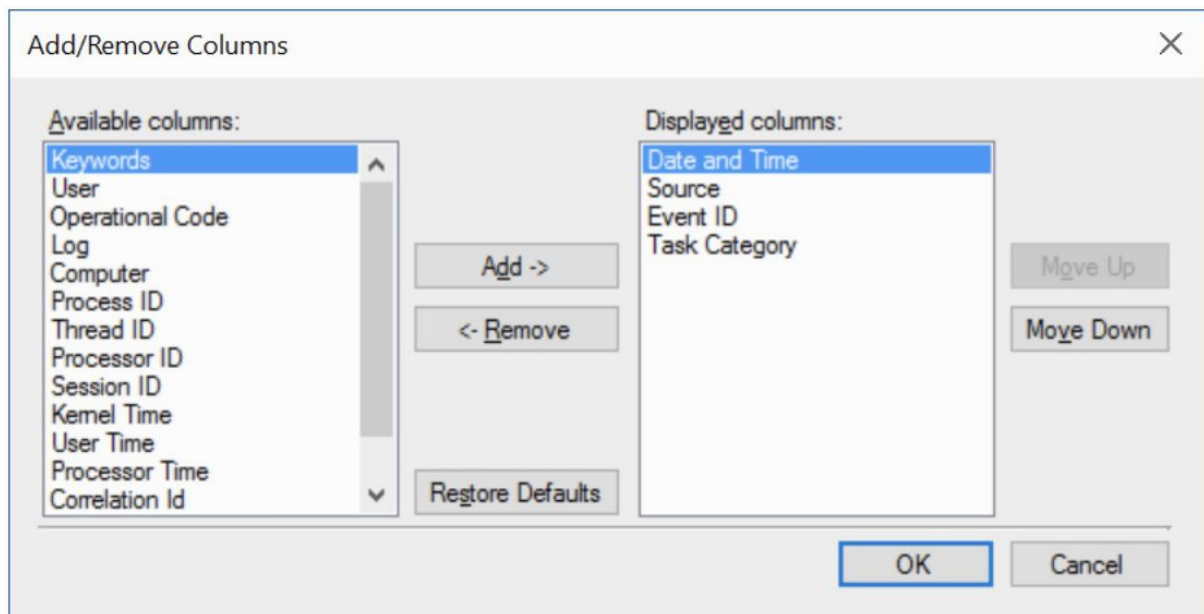 Add/Remove Columns
Available columns:
Keywords
User
Operational Code
Log
Computer
Process ID
Thread ID
Processor ID
Session ID
Kernel Time
User Time
Processor Time
Correlation Id
Add ->
<- Remove
Restore Defaults
Displayed columns:
Date and Time
Source
Event ID
Task Category
Move Up
Move Down
OK
Cancel